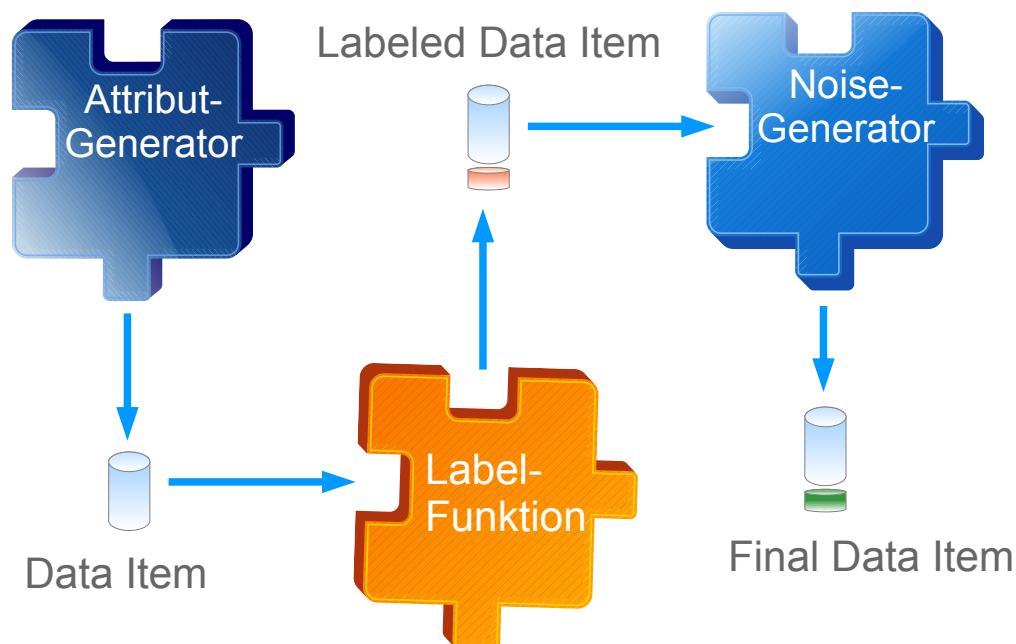 Attribut-
Generator
Data Item
Label-
Funktion
Labeled Data Item
Noise-
Generator
Final Data Item